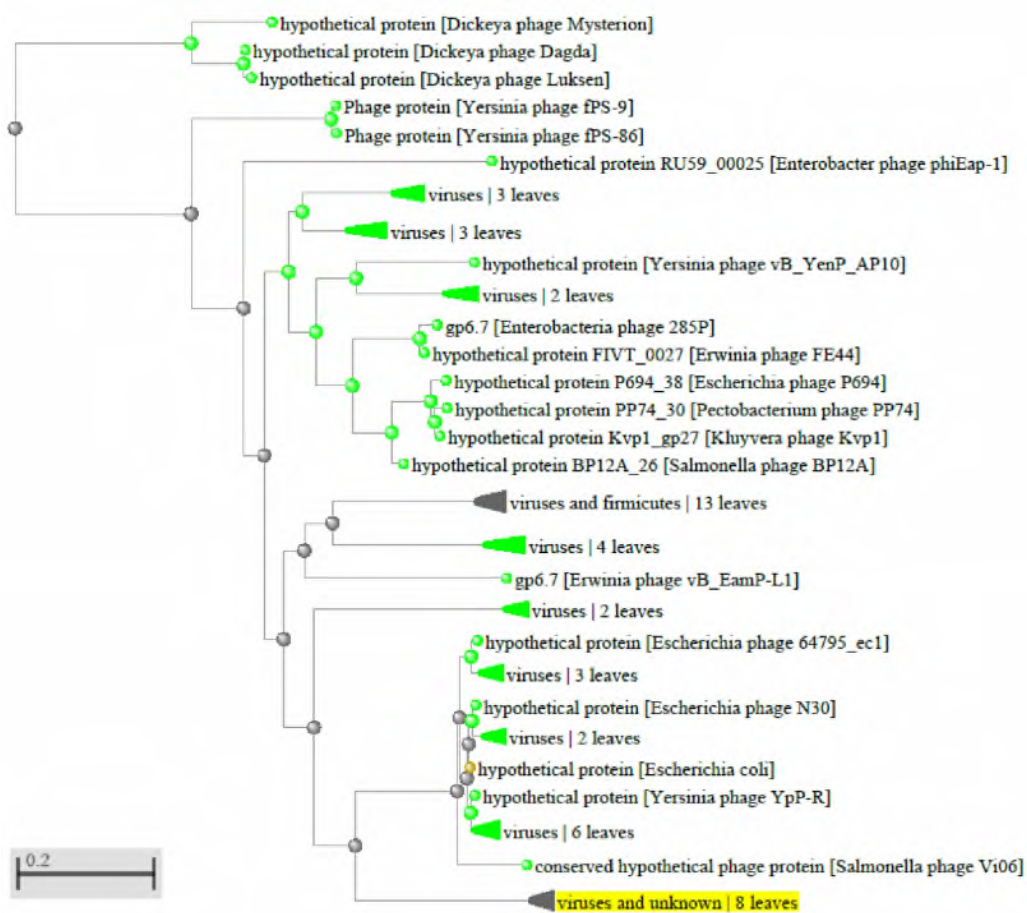 hypothetical protein [Dickeya phage Mysterion]
hypothetical protein [Dickeya phage Dagda]
hypothetical protein [Dickeya phage Luksen]
Phage protein [Yersinia phage fPS-9]
Phage protein [Yersinia phage fPS-86]
hypothetical protein RU59_00025 [Enterobacter phage phiEap-1]
viruses | 3 leaves
viruses | 3 leaves
hypothetical protein [Yersinia phage vB_YenP_AP10]
viruses | 2 leaves
gp6.7 [Enterobacteria phage 285P]
hypothetical protein FIVT_0027 [Erwinia phage FE44]
hypothetical protein P694_38 [Escherichia phage P694]
hypothetical protein PP74_30 [Pectobacterium phage PP74]
hypothetical protein Kvp1_gp27 [Kluyvera phage Kvp1]
hypothetical protein BP12A_26 [Salmonella phage BP12A]
viruses and firmicutes | 13 leaves
viruses | 4 leaves
gp6.7 [Erwinia phage vB_EamP-L1]
viruses | 2 leaves
hypothetical protein [Escherichia phage 64795_ec1]
viruses | 3 leaves
hypothetical protein [Escherichia phage N30]
viruses | 2 leaves
hypothetical protein [Escherichia coli]
hypothetical protein [Yersinia phage YpP-R]
viruses | 6 leaves
0.2
conserved hypothetical phage protein [Salmonella phage Vi06]
viruses and unknown | 8 leaves